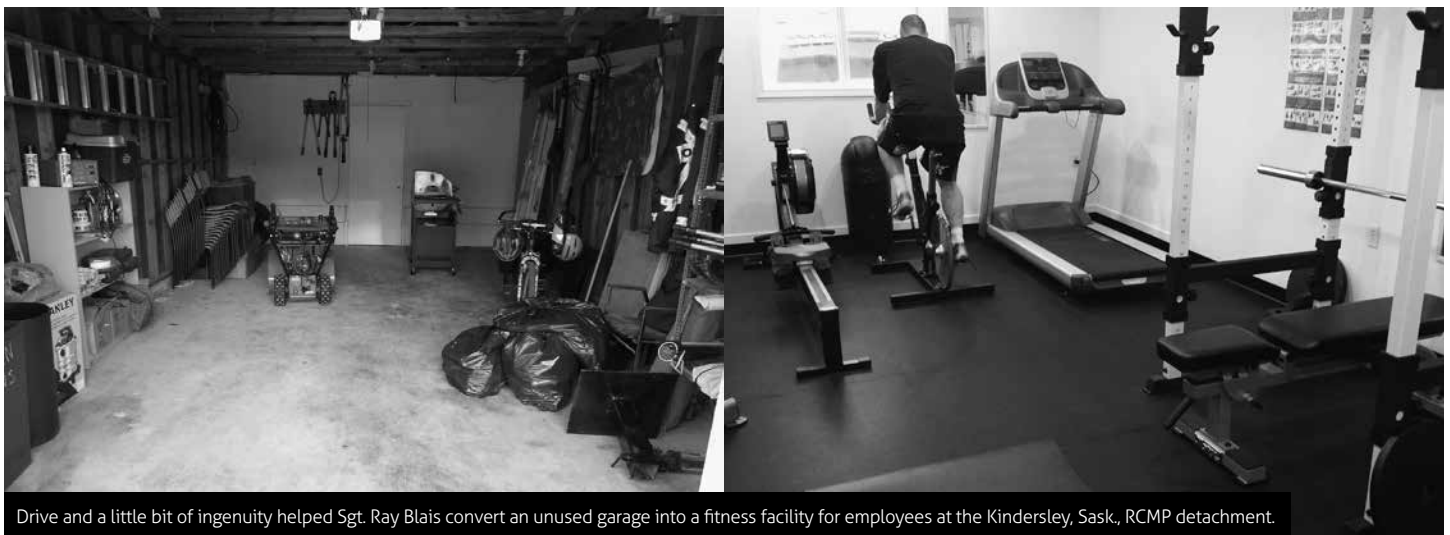 ANLEY
Drive and a little bit of ingenuity helped Sgt. Ray Blais convert an unused garage into a fitness facility for employees at the Kindersley, Sask., RCMP detachment.